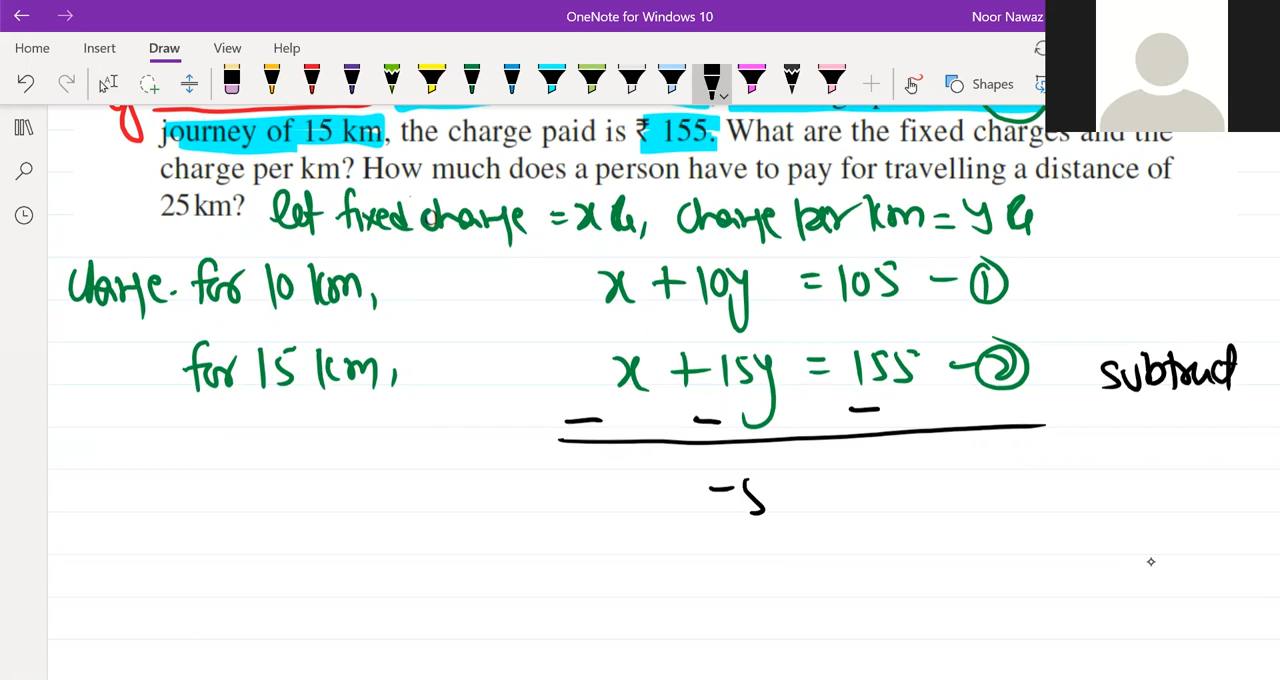 OneNote for Windows 10
Noor Nawaz
Home Insert Draw View Help
Shapes
journey of 15 km, the charge paid is ₹ 155. What are the fixed charges and the
charge per km? How much does a person have to pay for travelling a distance of
25 km? let fixed charge = x ₹, charge per km = y ₹
charge. for 10 km, x + 10y = 105 - ①
for 15 km, x + 15y = 155 - ② subtract
- - -
-5